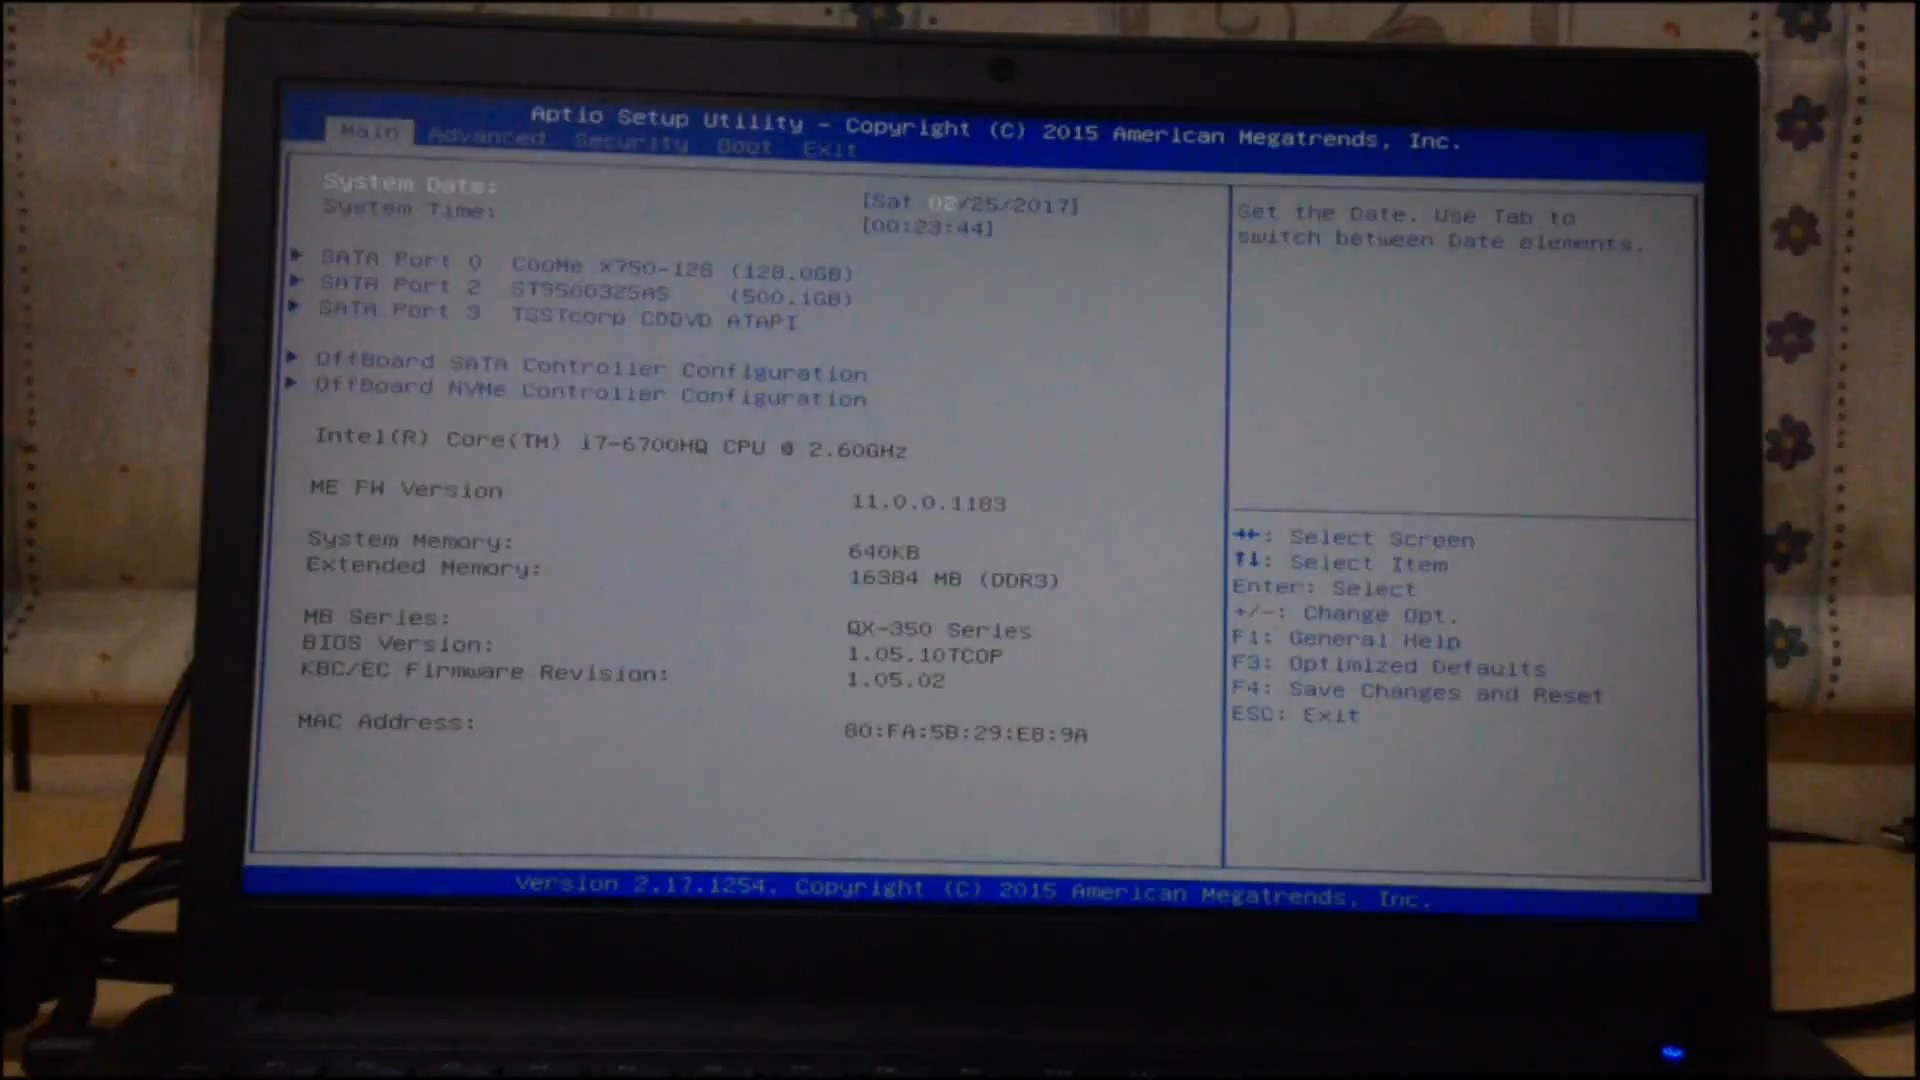 Aptio Setup Utility - Copyright (C) 2015 American Megatrends, Inc.
Main Advanced Security Boot Exit
System Date: [Sat 02/25/2017]
System Time: [00:23:44]
SATA Port 0 CooMe X750-128 (128.0GB)
SATA Port 2 ST9500325AS (500.1GB)
SATA Port 3 TSSTcorp CDDVD ATAPI
OffBoard SATA Controller Configuration
OffBoard NVMe Controller Configuration
Intel(R) Core(TM) i7-6700HQ CPU @ 2.60GHz
ME FW Version 11.0.0.1183
System Memory: 640KB
Extended Memory: 16384 MB (DDR3)
MB Series: QX-350 Series
BIOS Version: 1.05.10TCOP
KBC/EC Firmware Revision: 1.05.02
MAC Address: 80:FA:5B:29:EB:9A
Set the Date. Use Tab to
switch between Date elements.
→←: Select Screen
↑↓: Select Item
Enter: Select
+/-: Change Opt.
F1: General Help
F3: Optimized Defaults
F4: Save Changes and Reset
ESC: Exit
Version 2.17.1254. Copyright (C) 2015 American Megatrends, Inc.